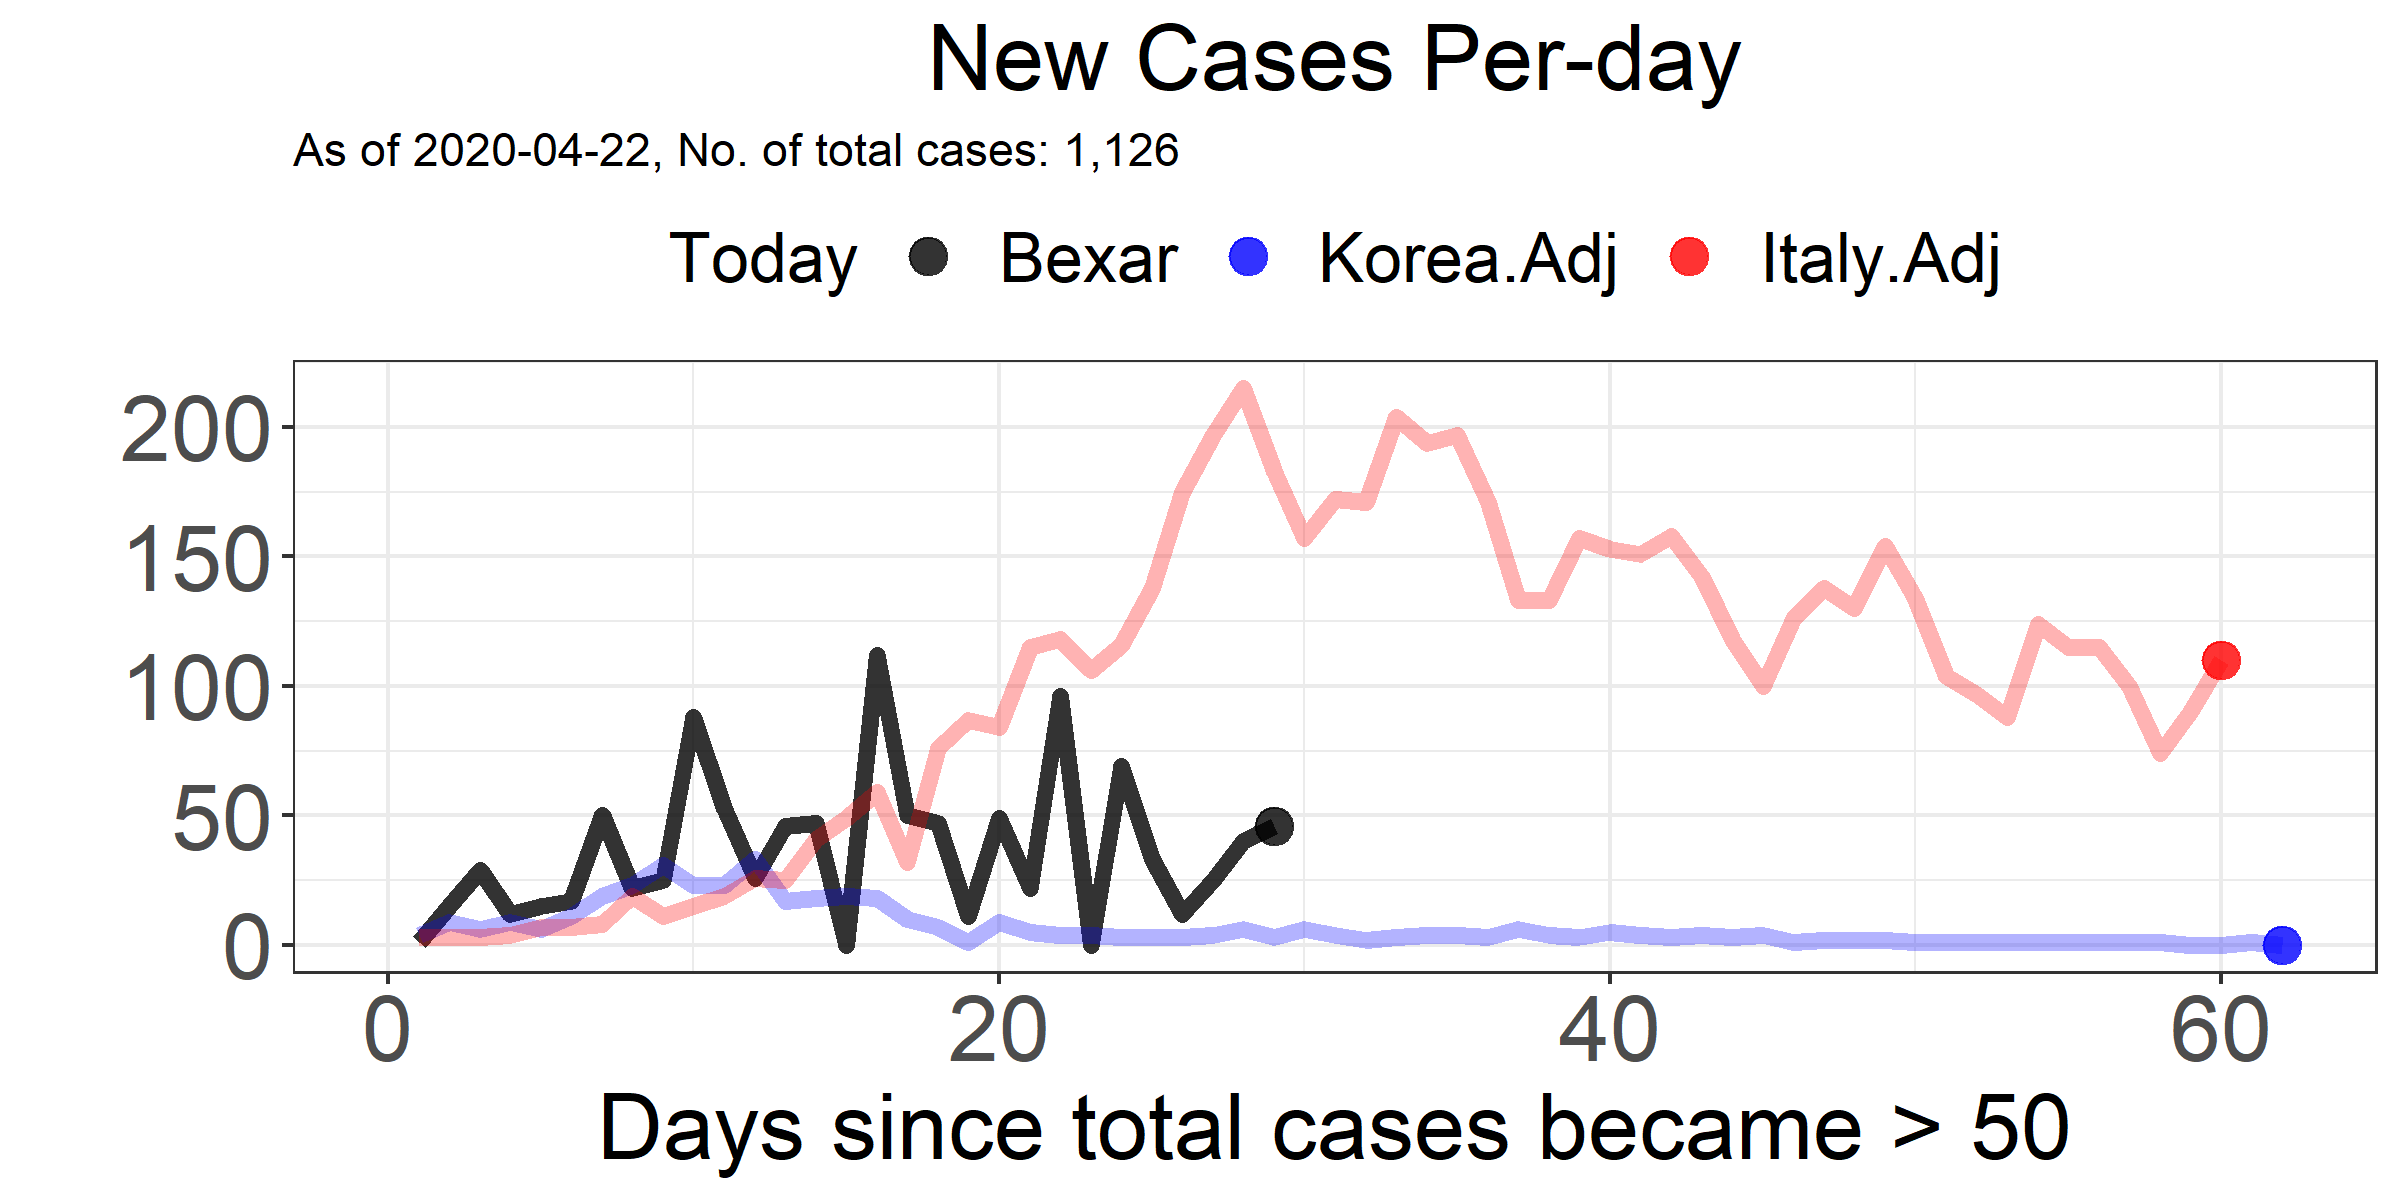 New Cases Per-day
As of 2020-04-22, No. of total cases: 1,126
Today Bexar Korea.Adj Italy.Adj
200
150
100
50
0
0 20 40 60
Days since total cases became > 50